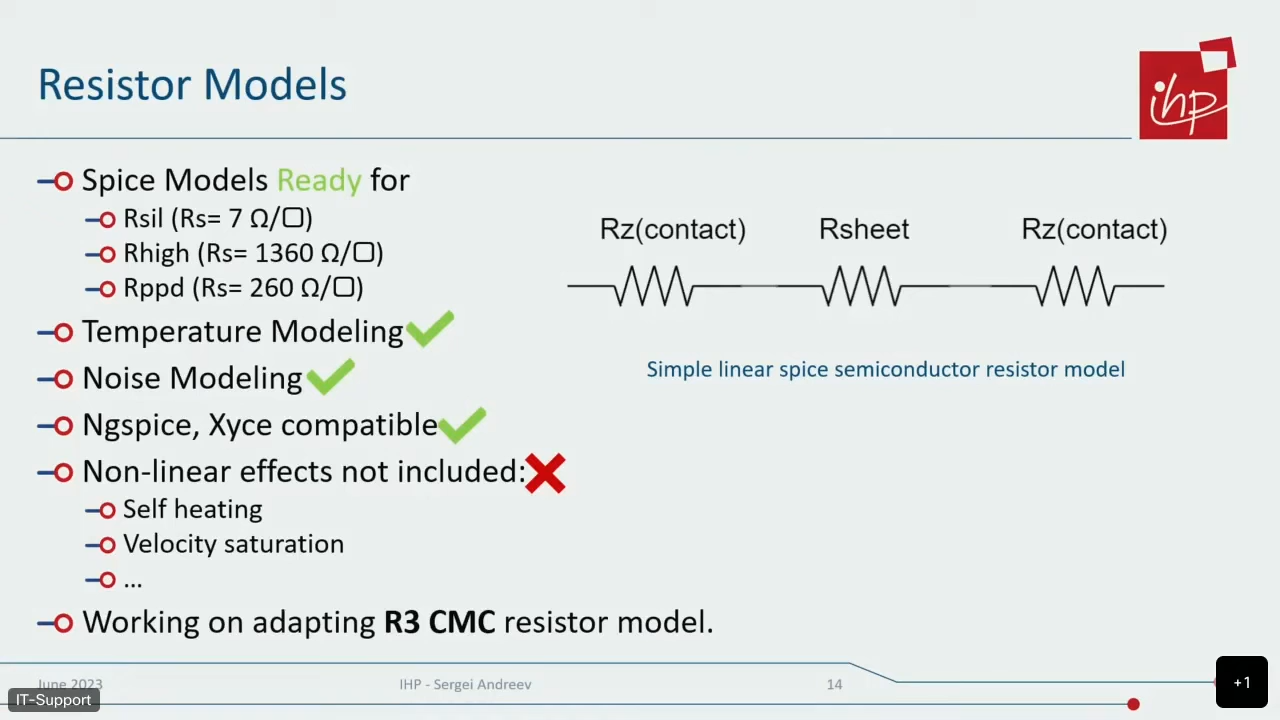 Resistor Models
ihp
Spice Models Ready for
Rsil (Rs= 7 Ω/☐)
Rhigh (Rs= 1360 Ω/☐)
Rppd (Rs= 260 Ω/☐)
Temperature Modeling
Noise Modeling
Ngspice, Xyce compatible
Non-linear effects not included:
Self heating
Velocity saturation
...
Working on adapting R3 CMC resistor model.
Rz(contact) Rsheet Rz(contact)
Simple linear spice semiconductor resistor model
June 2023 IHP - Sergei Andreev 14
IT-Support
+1